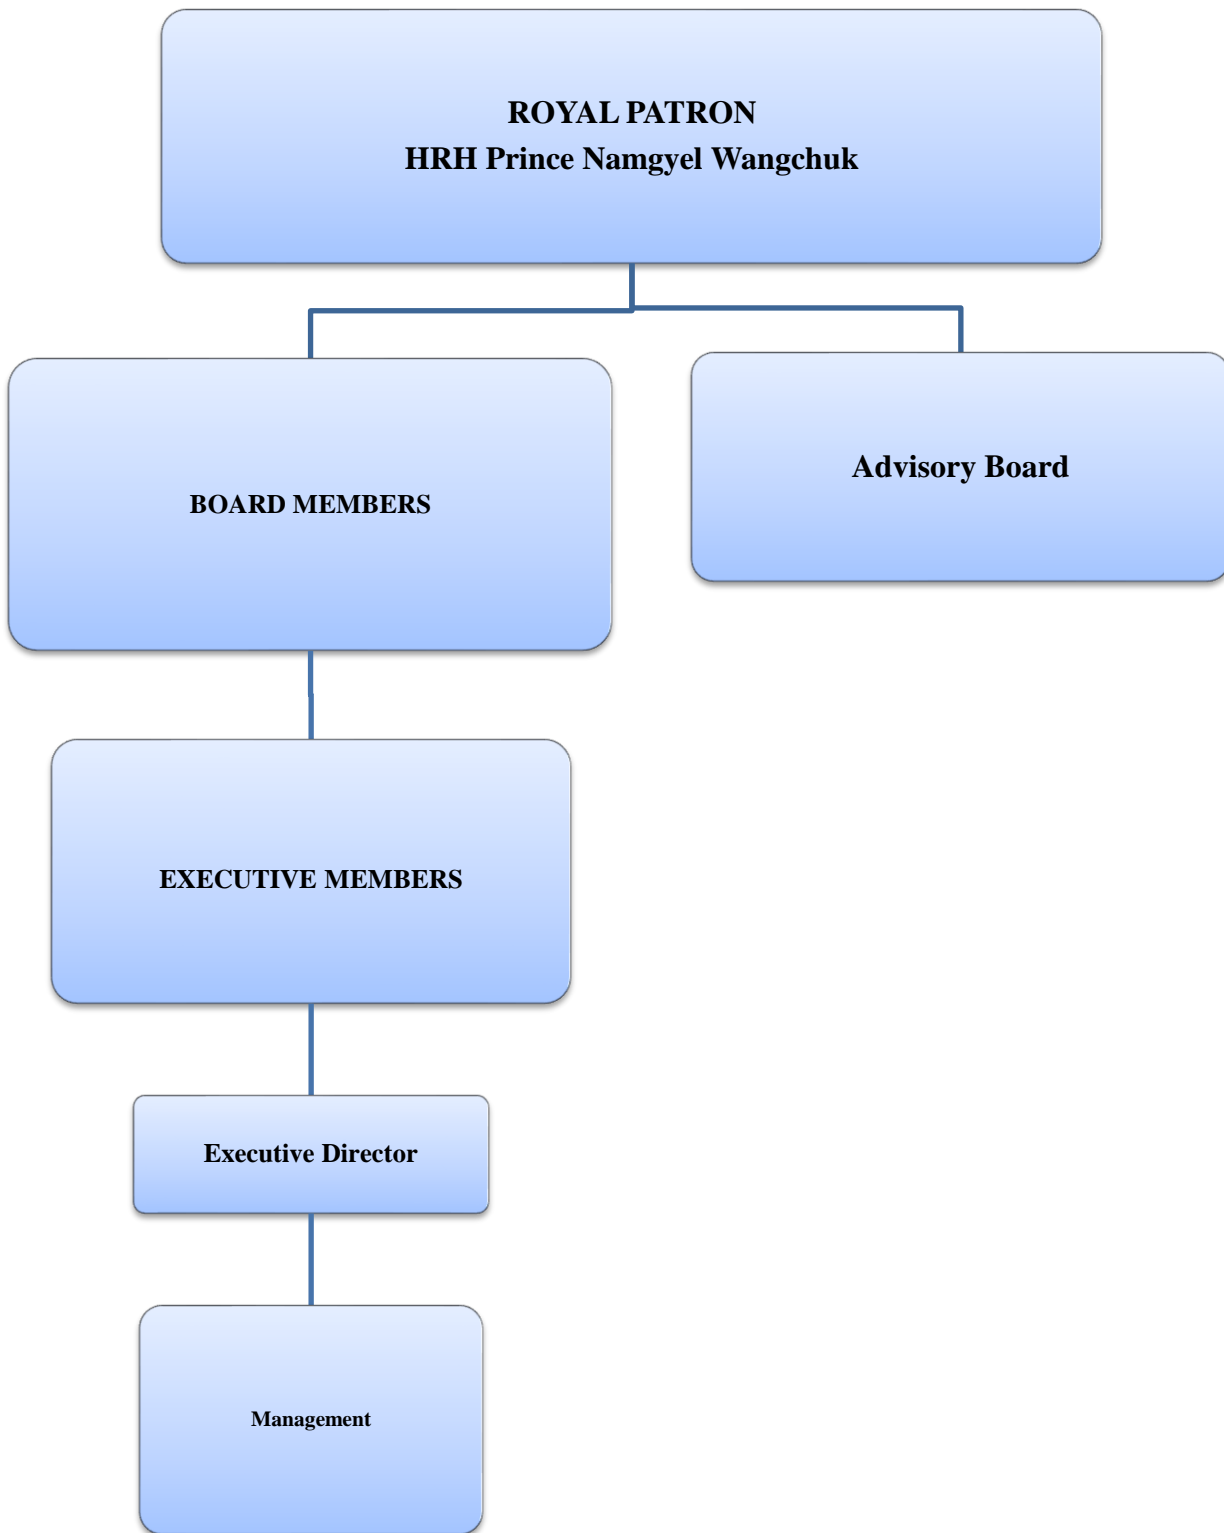 ROYAL PATRON
HRH Prince Namgyel Wangchuk
BOARD MEMBERS
Advisory Board
EXECUTIVE MEMBERS
Executive Director
Management